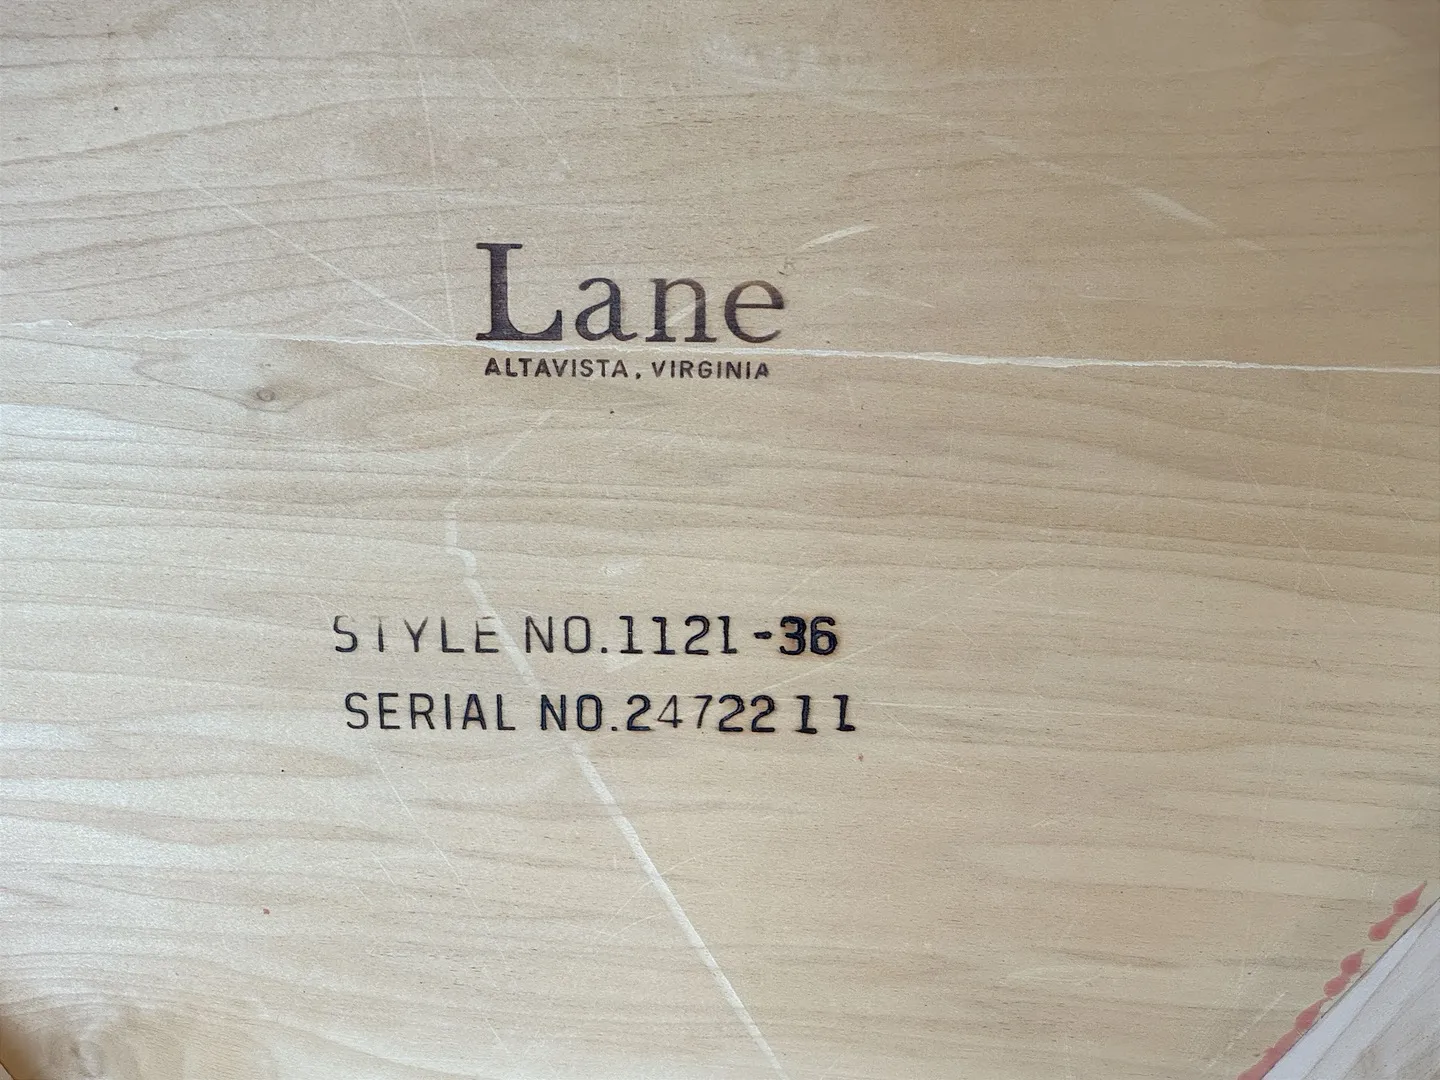 Lane
ALTAVISTA, VIRGINIA
STYLE NO.1121-36
SERIAL NO.2472211